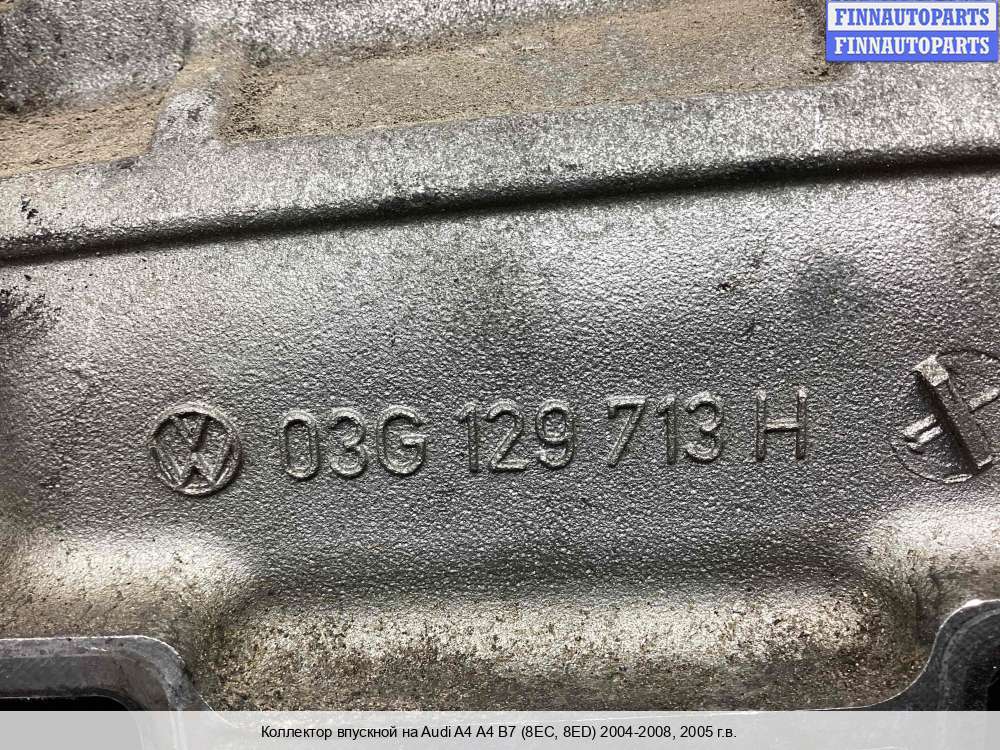 FINNAUTOPARTS
FINNAUTOPARTS
03G 129 713 H
Коллектор впускной на Audi A4 A4 B7 (8EC, 8ED) 2004-2008, 2005 г.в.